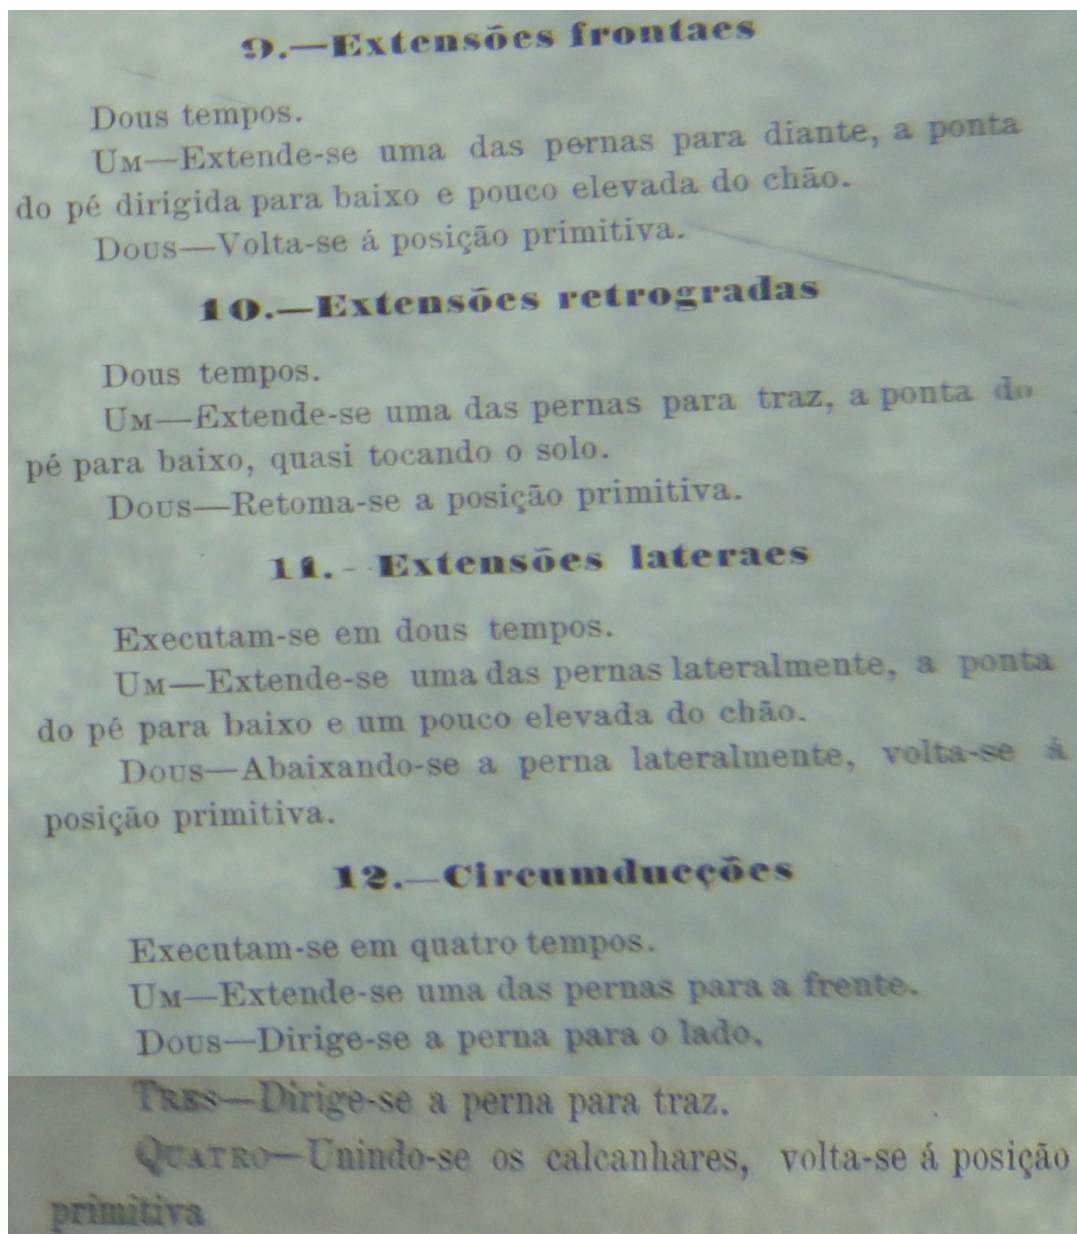 9.—Extensões frontaes
Dous tempos.
UM—Extende-se uma das pernas para diante, a ponta
do pé dirigida para baixo e pouco elevada do chão.
DOUS—Volta-se á posição primitiva.
10.—Extensões retrogradas
Dous tempos.
UM—Extende-se uma das pernas para traz, a ponta do
pé para baixo, quasi tocando o solo.
DOUS—Retoma-se a posição primitiva.
11.--Extensões lateraes
Executam-se em dous tempos.
UM—Extende-se uma das pernas lateralmente, a ponta
do pé para baixo e um pouco elevada do chão.
DOUS—Abaixando-se a perna lateralmente, volta-se á
posição primitiva.
12.—Circumducções
Executam-se em quatro tempos.
UM—Extende-se uma das pernas para a frente.
DOUS—Dirige-se a perna para o lado.
TRES—Dirige-se a perna para traz.
QUATRO—Unindo-se os calcanhares, volta-se á posição
primitiva